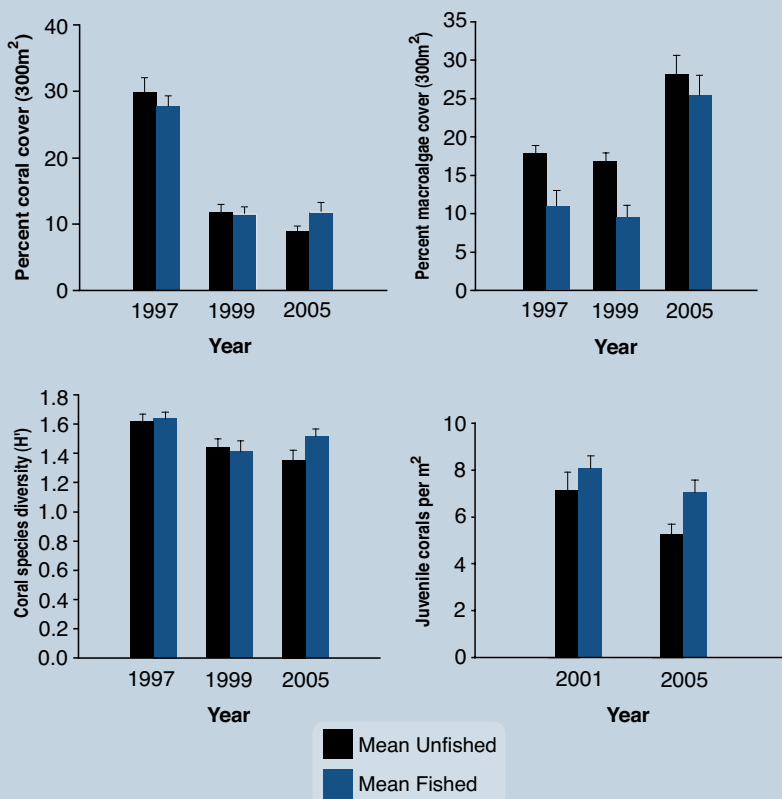 Percent coral cover (300m²)
40
30
20
10
0
1997 1999 2005
Year
Percent macroalgae cover (300m²)
35
30
25
20
15
10
5
0
1997 1999 2005
Year
Coral species diversity (H')
1.8
1.6
1.4
1.2
1.0
0.8
0.6
0.4
0.2
0.0
1997 1999 2005
Year
Juvenile corals per m²
10
8
6
4
2
0
2001 2005
Year
Mean Unfished
Mean Fished